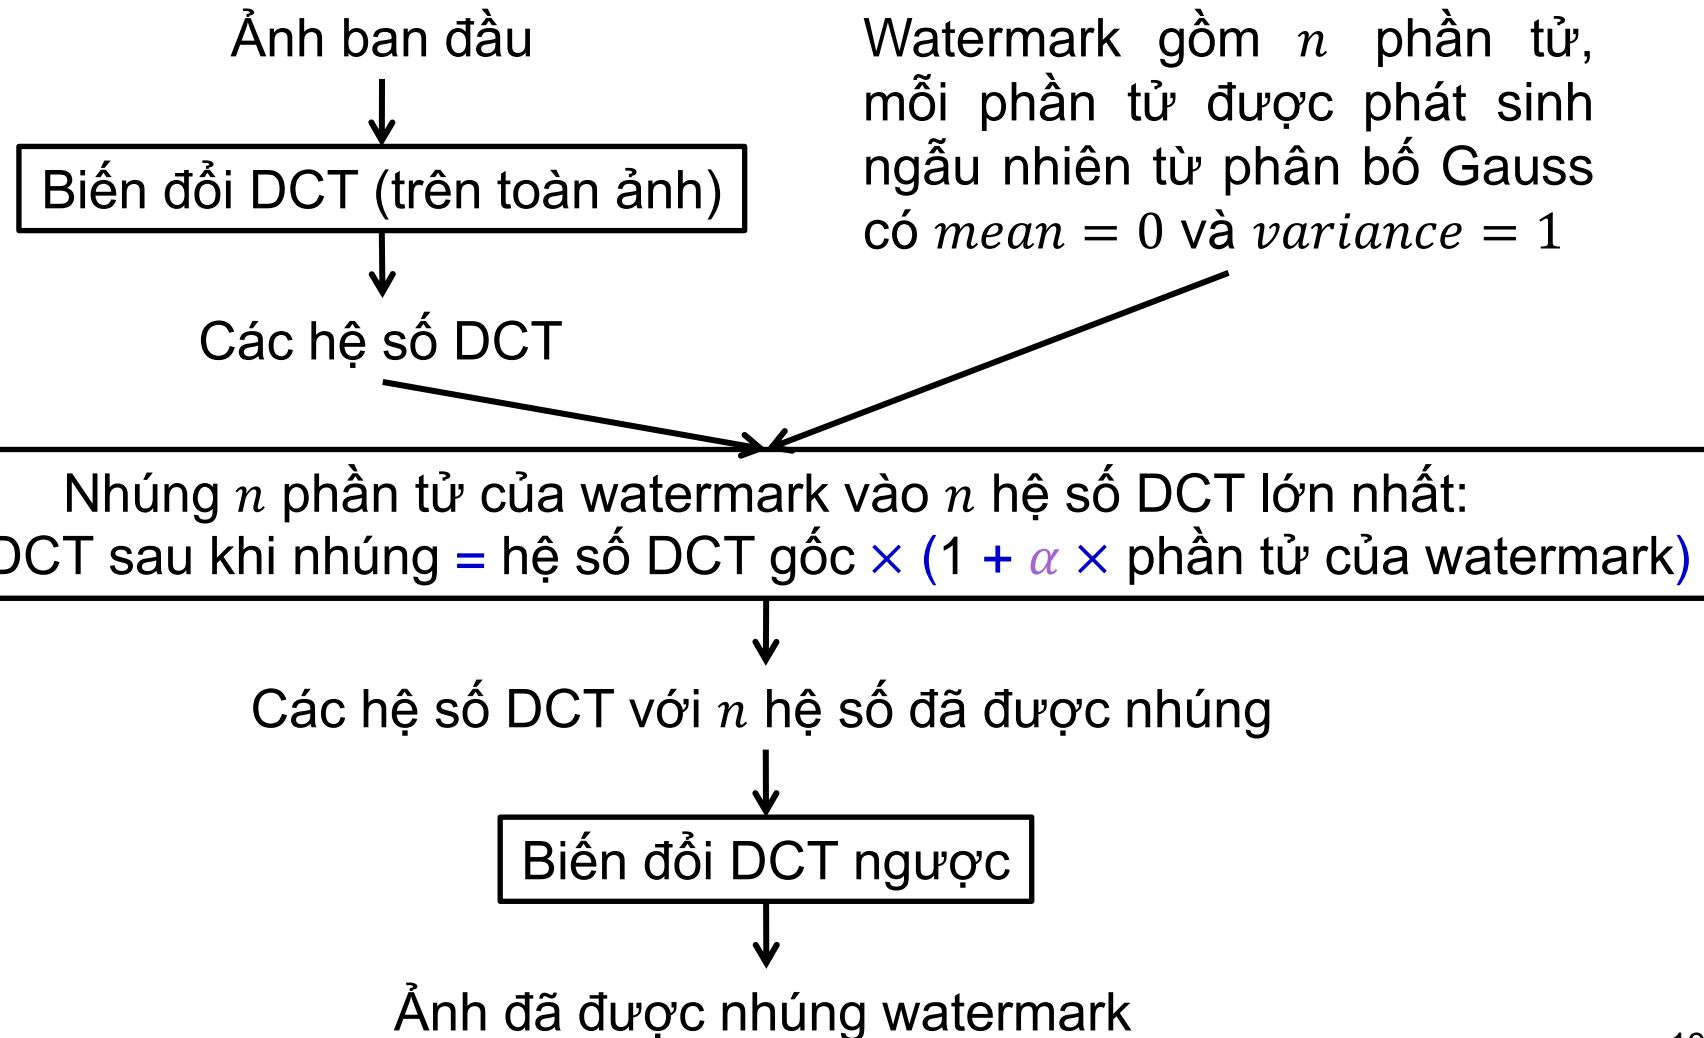 Ảnh ban đầu
Biến đổi DCT (trên toàn ảnh)
Các hệ số DCT
Watermark gồm n phần tử,
mỗi phần tử được phát sinh
ngẫu nhiên từ phân bố Gauss
có mean = 0 và variance = 1
Nhúng n phần tử của watermark vào n hệ số DCT lớn nhất:
DCT sau khi nhúng = hệ số DCT gốc × (1 + α × phần tử của watermark)
Các hệ số DCT với n hệ số đã được nhúng
Biến đổi DCT ngược
Ảnh đã được nhúng watermark